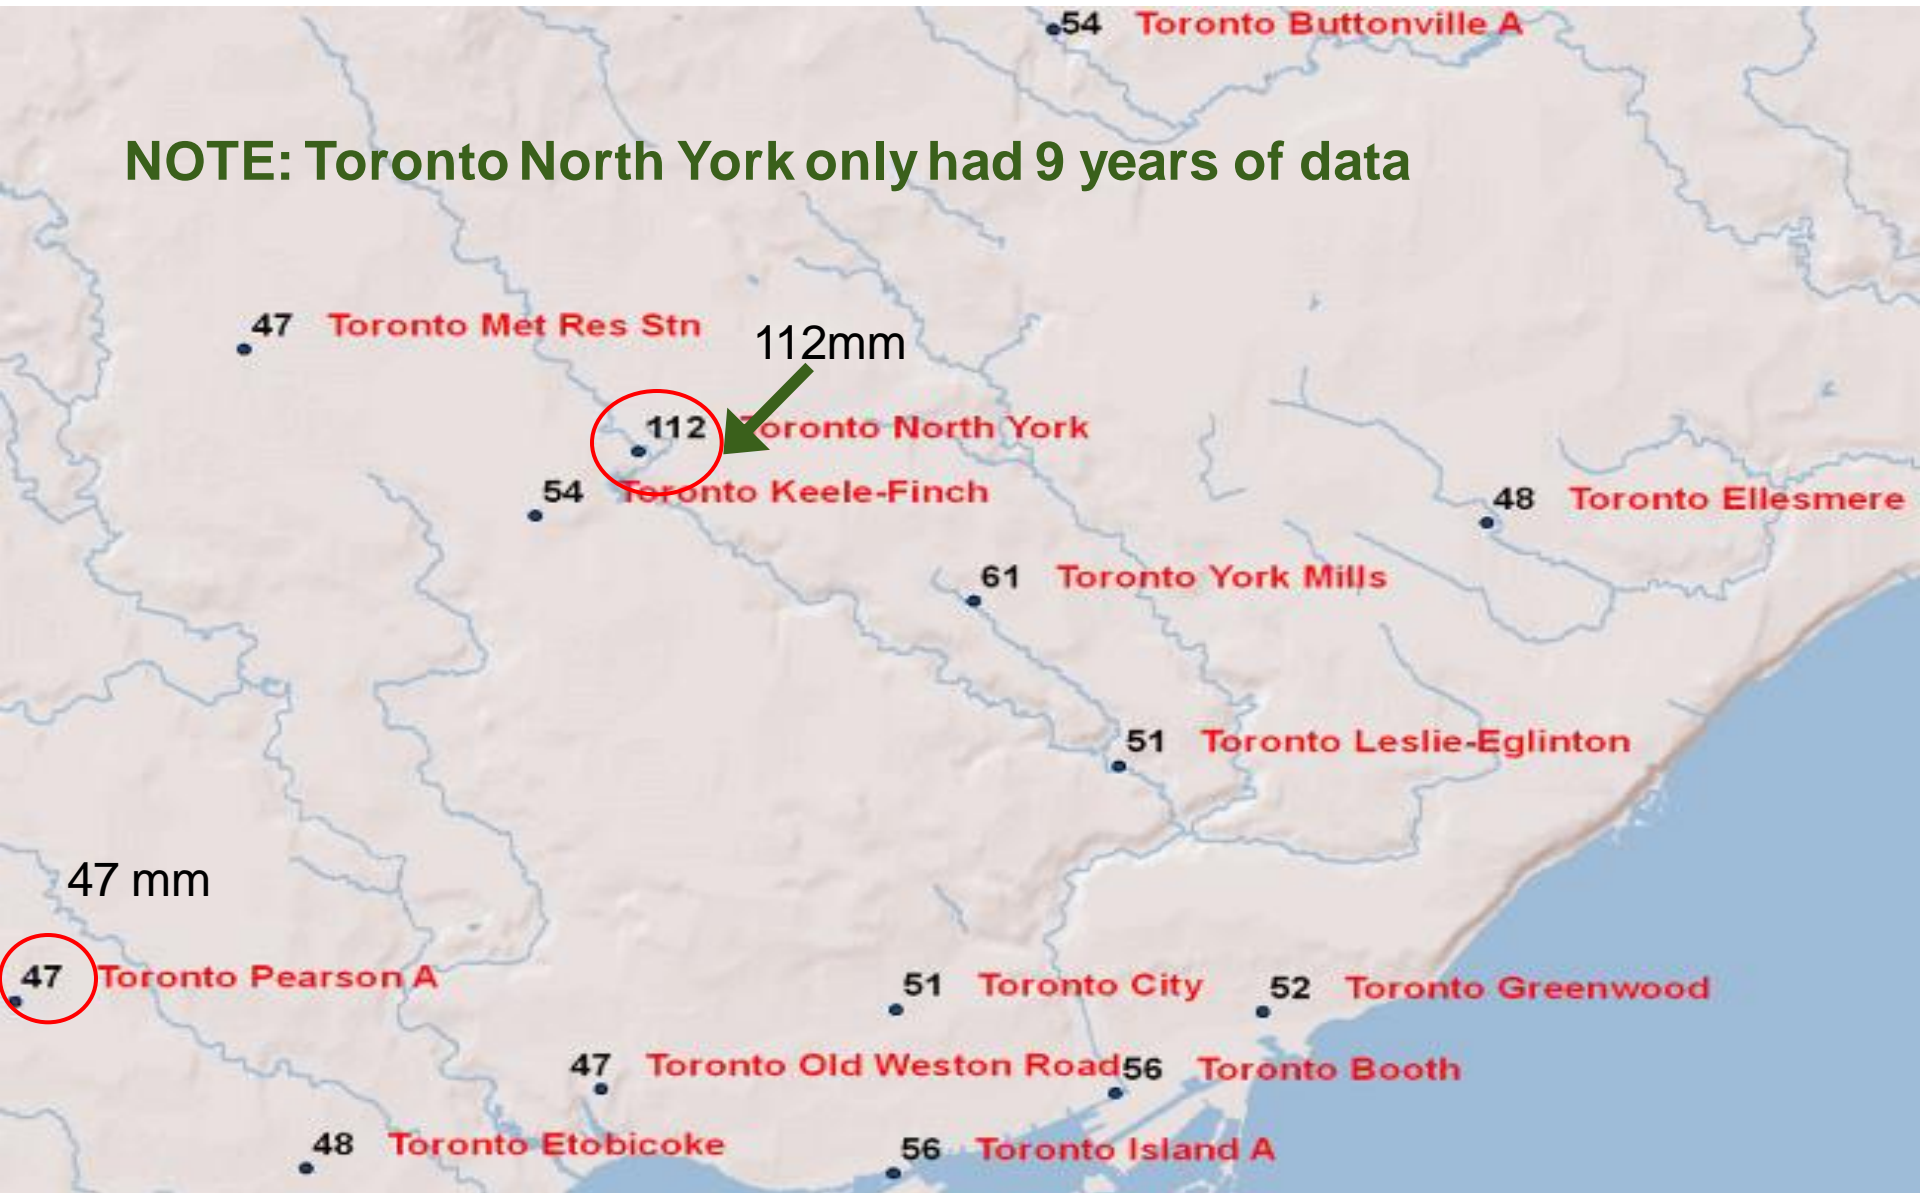 54 Toronto Buttonville A
NOTE: Toronto North York only had 9 years of data
47 Toronto Met Res Stn
112mm
112 Toronto North York
54 Toronto Keele-Finch
48 Toronto Ellesmere
61 Toronto York Mills
51 Toronto Leslie-Eglinton
47 mm
47 Toronto Pearson A
51 Toronto City
52 Toronto Greenwood
47 Toronto Old Weston Road
56 Toronto Booth
48 Toronto Etobicoke
56 Toronto Island A